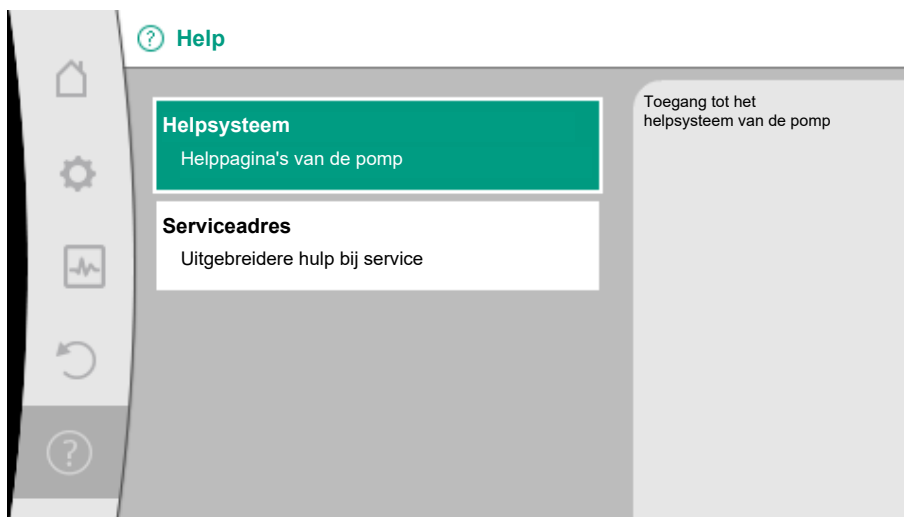 Help
Helpsysteem
Helppagina's van de pomp
Serviceadres
Uitgebreidere hulp bij service
Toegang tot het
helpsysteem van de pomp